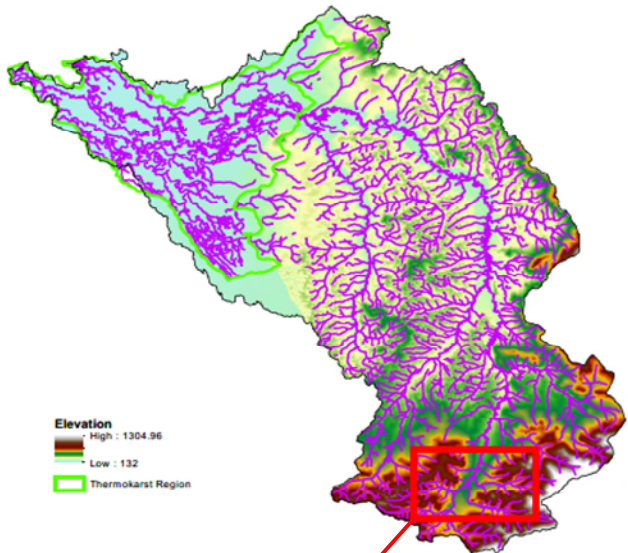 Elevation
High : 1304.96
Low : 132
Thermokarst Region